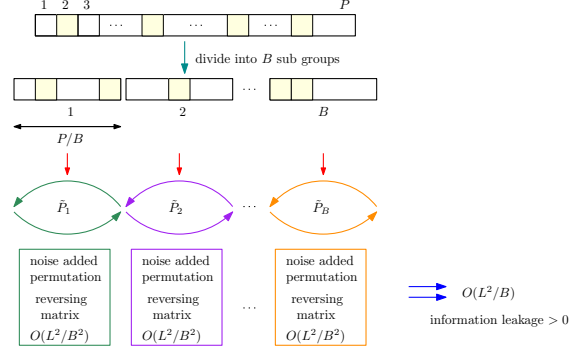 1 2 3 ... ... ... P
divide into B sub groups
1 2 ... B
P/B
P̃₁ P̃₂ ... P̃_B
noise added noise added noise added
permutation permutation permutation
reversing reversing reversing
matrix matrix ... matrix
O(L²/B²) O(L²/B²) O(L²/B²)
O(L²/B)
information leakage > 0